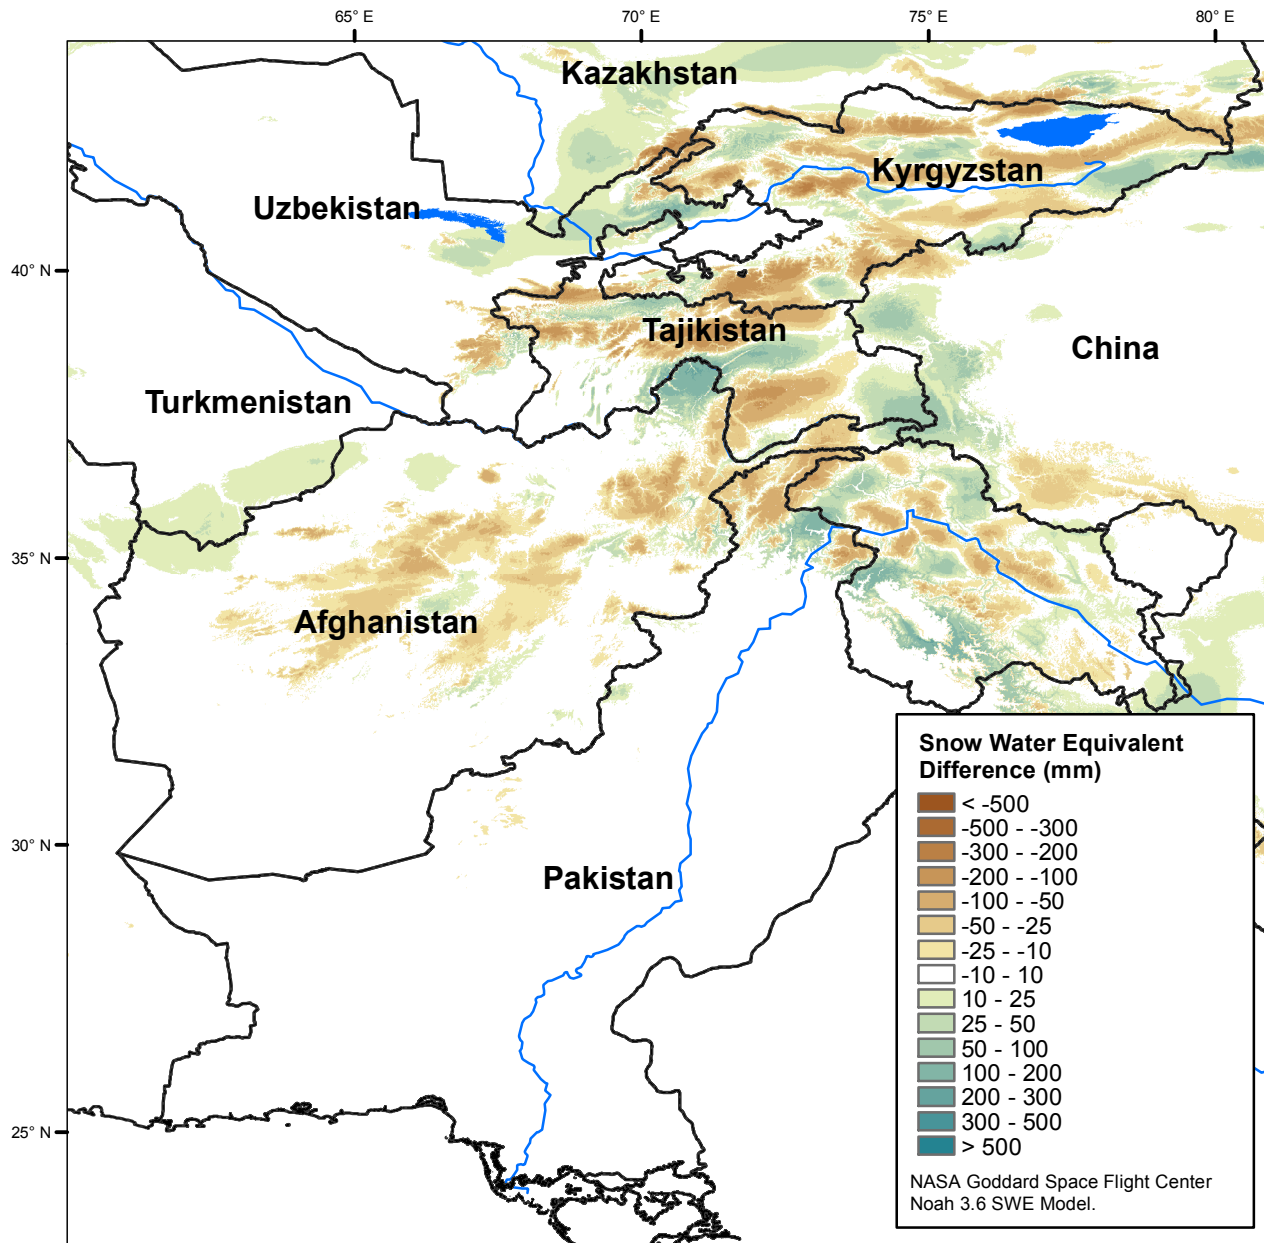 65° E
70° E
75° E
80° E
Kazakhstan
Kyrgyzstan
Uzbekistan
40° N
Tajikistan
China
Turkmenistan
35° N
Afghanistan
30° N
Pakistan
25° N
Snow Water Equivalent
Difference (mm)
< -500
-500 - -300
-300 - -200
-200 - -100
-100 - -50
-50 - -25
-25 - -10
-10 - 10
10 - 25
25 - 50
50 - 100
100 - 200
200 - 300
300 - 500
> 500
NASA Goddard Space Flight Center
Noah 3.6 SWE Model.